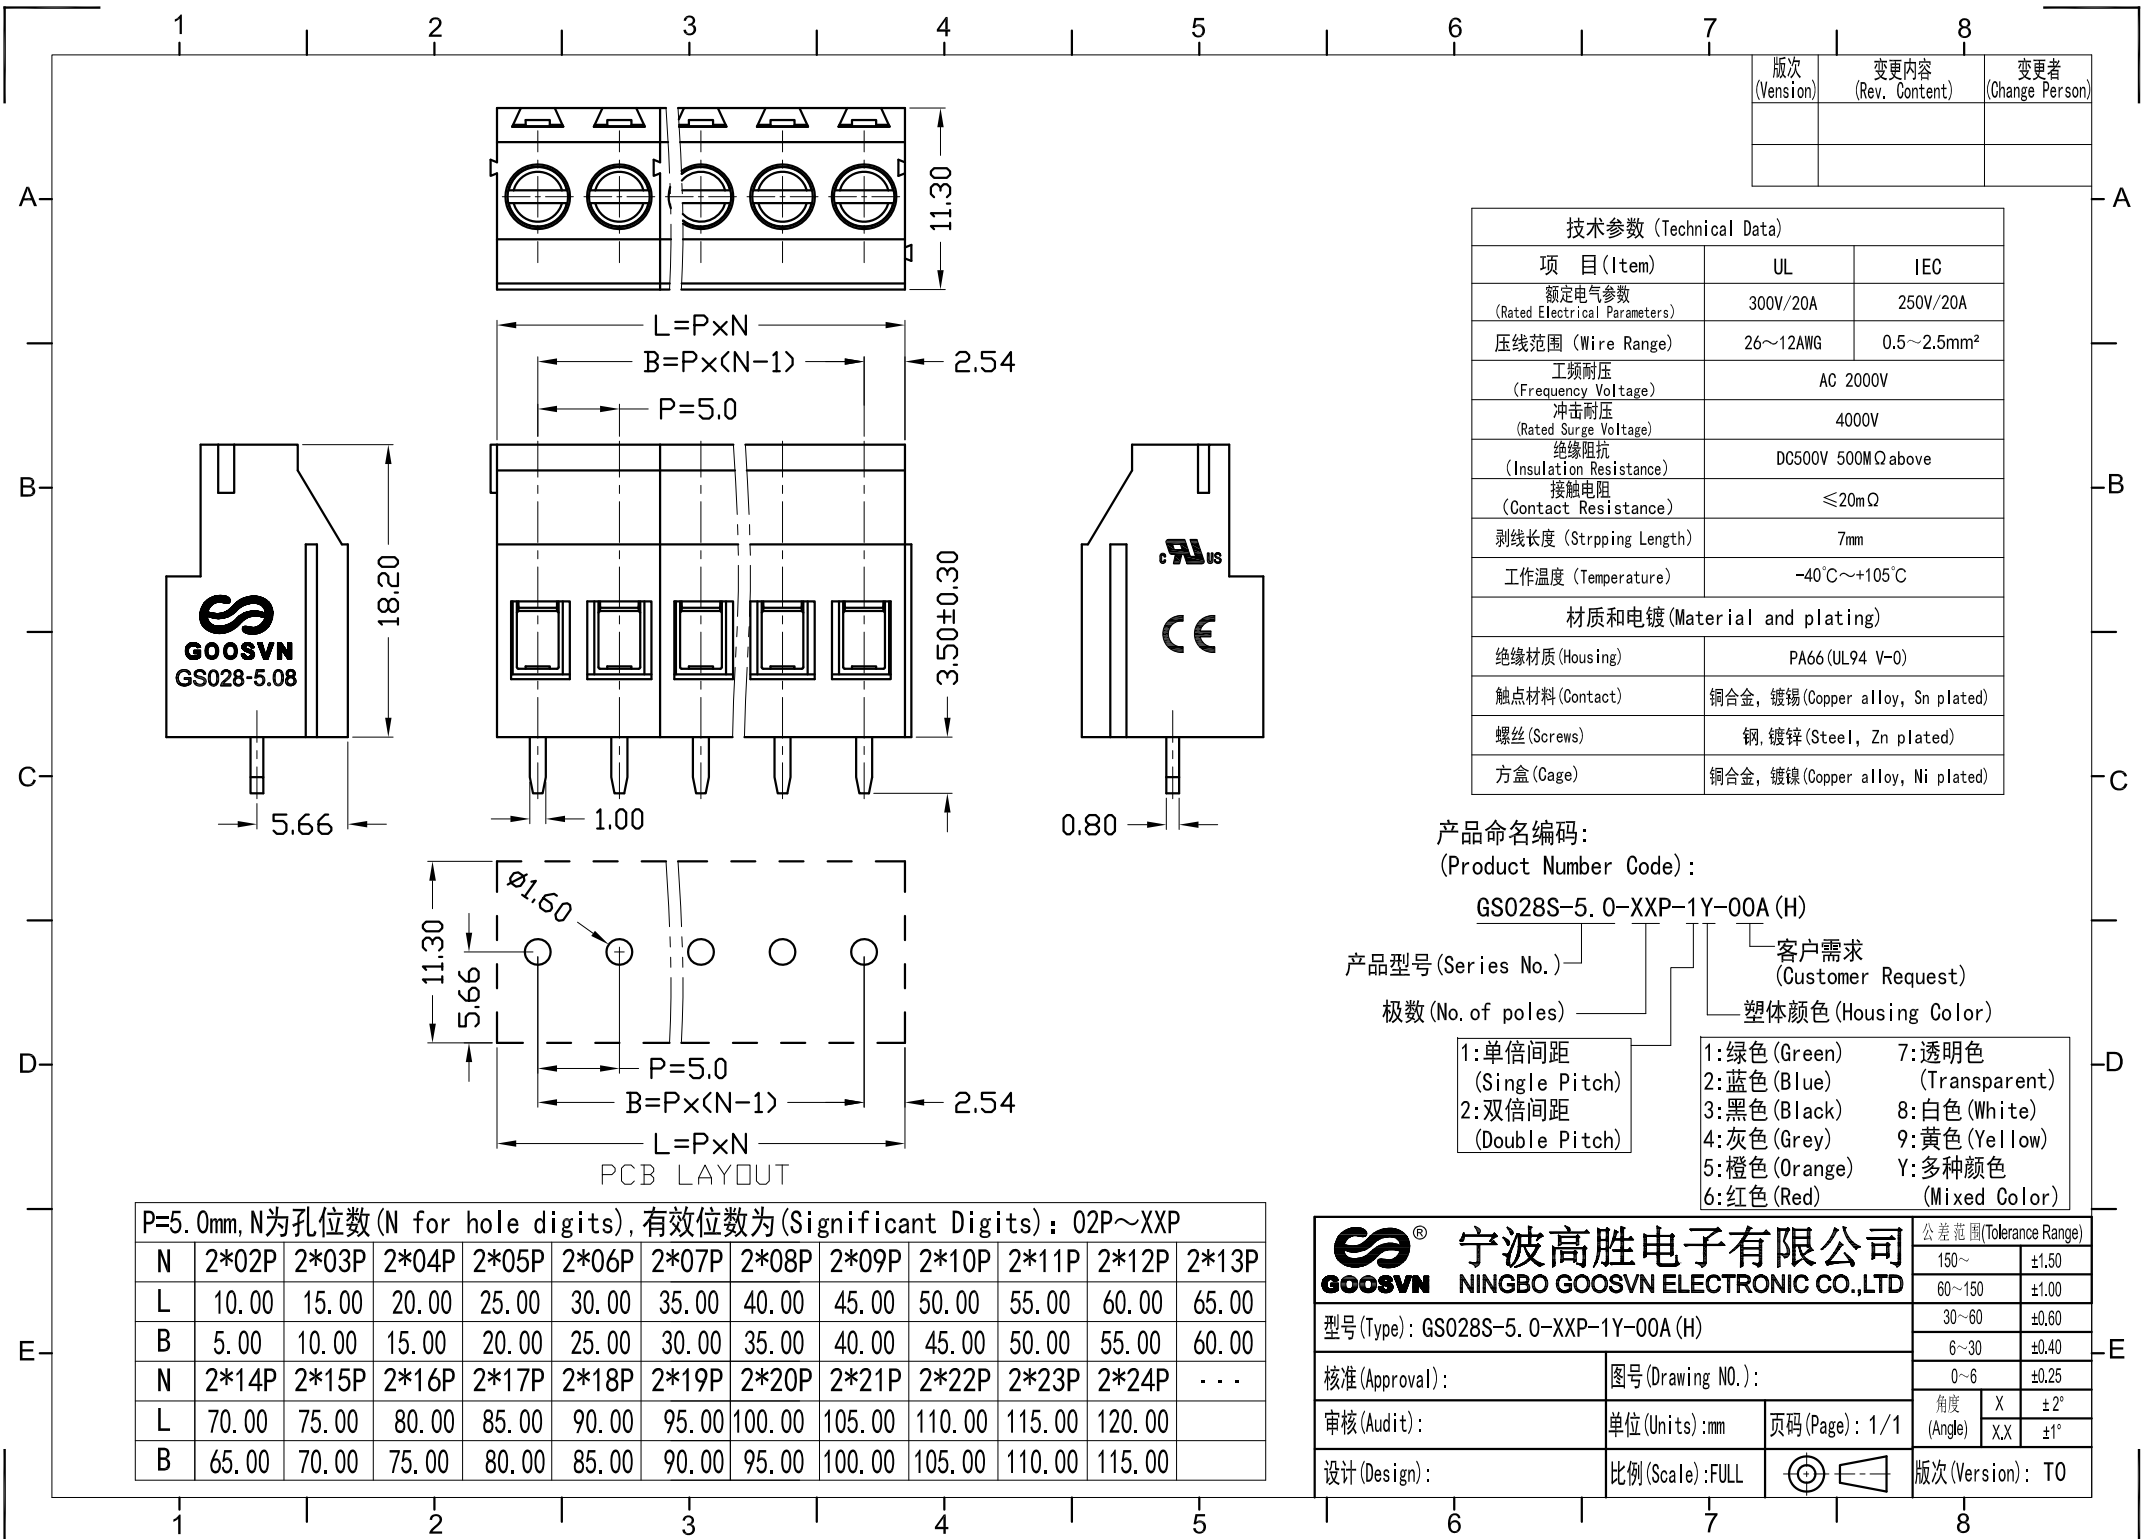 1 2 3 4 5 6 7 8
版次 变更内容 变更者
(Vension) (Rev. Content) (Change Person)
A A
B B
C C
D D
E E
11.30
L=P×N
B=P×(N-1)
2.54
P=5.0
18.20
3.50±0.30
GOOSVN
GS028-5.08
c RU US
CE
5.66
1.00
0.80
技术参数 (Technical Data)
项 目(Item) UL IEC
额定电气参数
(Rated Electrical Parameters) 300V/20A 250V/20A
压线范围 (Wire Range) 26～12AWG 0.5～2.5mm²
工频耐压
(Frequency Voltage) AC 2000V
冲击耐压
(Rated Surge Voltage) 4000V
绝缘阻抗
(Insulation Resistance) DC500V 500MΩabove
接触电阻
(Contact Resistance) ≤20mΩ
剥线长度 (Strpping Length) 7mm
工作温度 (Temperature) -40℃～+105℃
材质和电镀(Material and plating)
绝缘材质(Housing) PA66(UL94 V-0)
触点材料(Contact) 铜合金, 镀锡(Copper alloy, Sn plated)
螺丝(Screws) 钢, 镀锌(Steel, Zn plated)
方盒(Cage) 铜合金, 镀镍(Copper alloy, Ni plated)
产品命名编码:
(Product Number Code):
GS028S-5.0-XXP-1Y-00A(H)
产品型号(Series No.)
客户需求
(Customer Request)
极数(No.of poles)
塑体颜色(Housing Color)
1:单倍间距
(Single Pitch)
2:双倍间距
(Double Pitch)
1:绿色(Green)
2:蓝色(Blue)
3:黑色(Black)
4:灰色(Grey)
5:橙色(Orange)
6:红色(Red)
7:透明色
(Transparent)
8:白色(White)
9:黄色(Yellow)
Y:多种颜色
(Mixed Color)
ø1.60
11.30
5.66
P=5.0
B=P×(N-1)
2.54
L=P×N
PCB LAYOUT
P=5.0mm, N为孔位数(N for hole digits), 有效位数为(Significant Digits): 02P～XXP
N 2*02P 2*03P 2*04P 2*05P 2*06P 2*07P 2*08P 2*09P 2*10P 2*11P 2*12P 2*13P
L 10.00 15.00 20.00 25.00 30.00 35.00 40.00 45.00 50.00 55.00 60.00 65.00
B 5.00 10.00 15.00 20.00 25.00 30.00 35.00 40.00 45.00 50.00 55.00 60.00
N 2*14P 2*15P 2*16P 2*17P 2*18P 2*19P 2*20P 2*21P 2*22P 2*23P 2*24P ...
L 70.00 75.00 80.00 85.00 90.00 95.00 100.00 105.00 110.00 115.00 120.00
B 65.00 70.00 75.00 80.00 85.00 90.00 95.00 100.00 105.00 110.00 115.00
GOOSVN ®
宁波高胜电子有限公司
NINGBO GOOSVN ELECTRONIC CO.,LTD
型号(Type): GS028S-5.0-XXP-1Y-00A(H)
核准(Approval): 图号(Drawing NO.):
审核(Audit): 单位(Units):mm 页码(Page): 1/1
设计(Design): 比例(Scale):FULL
公差范围(Tolerance Range)
150～ ±1.50
60～150 ±1.00
30～60 ±0.60
6～30 ±0.40
0～6 ±0.25
角度 X ±2°
(Angle) X.X ±1°
版次(Version): T0
1 2 3 4 5 6 7 8